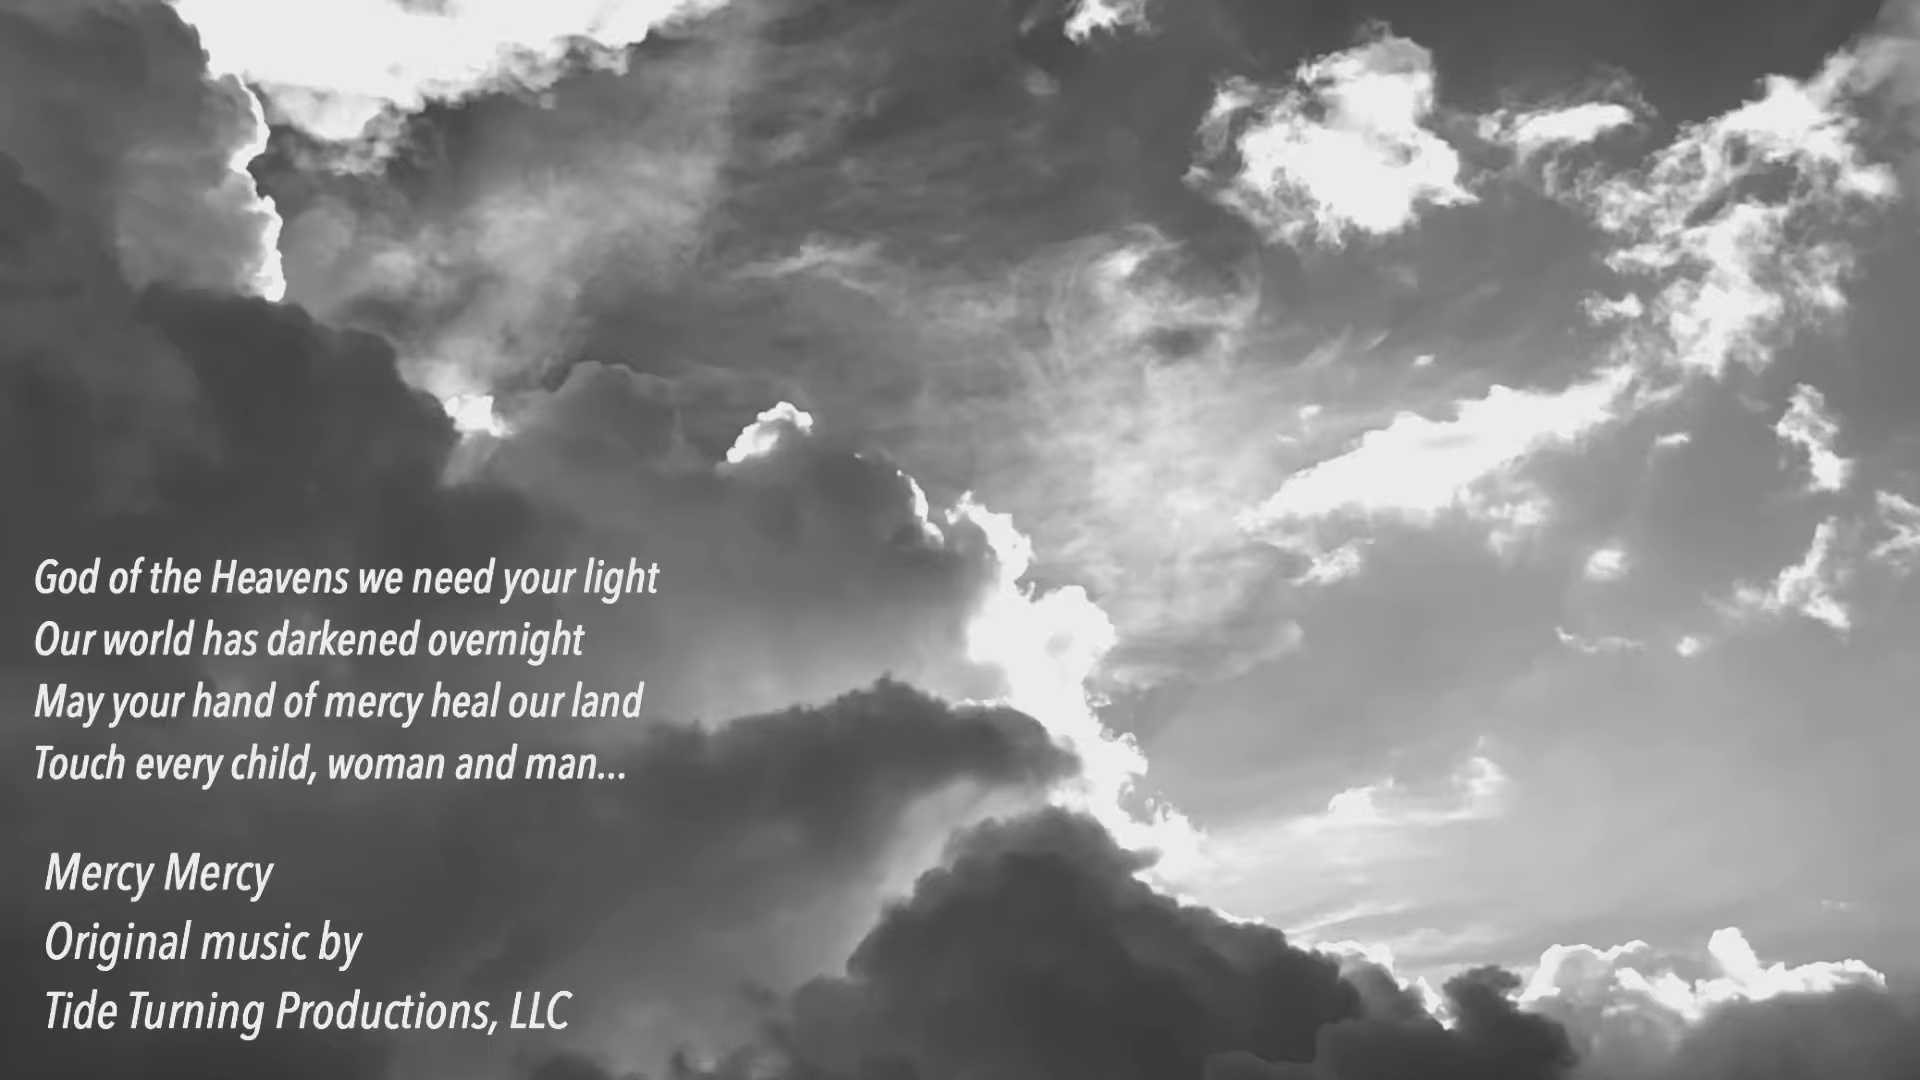 God of the Heavens we need your light
Our world has darkened overnight
May your hand of mercy heal our land
Touch every child, woman and man...
Mercy Mercy
Original music by
Tide Turning Productions, LLC